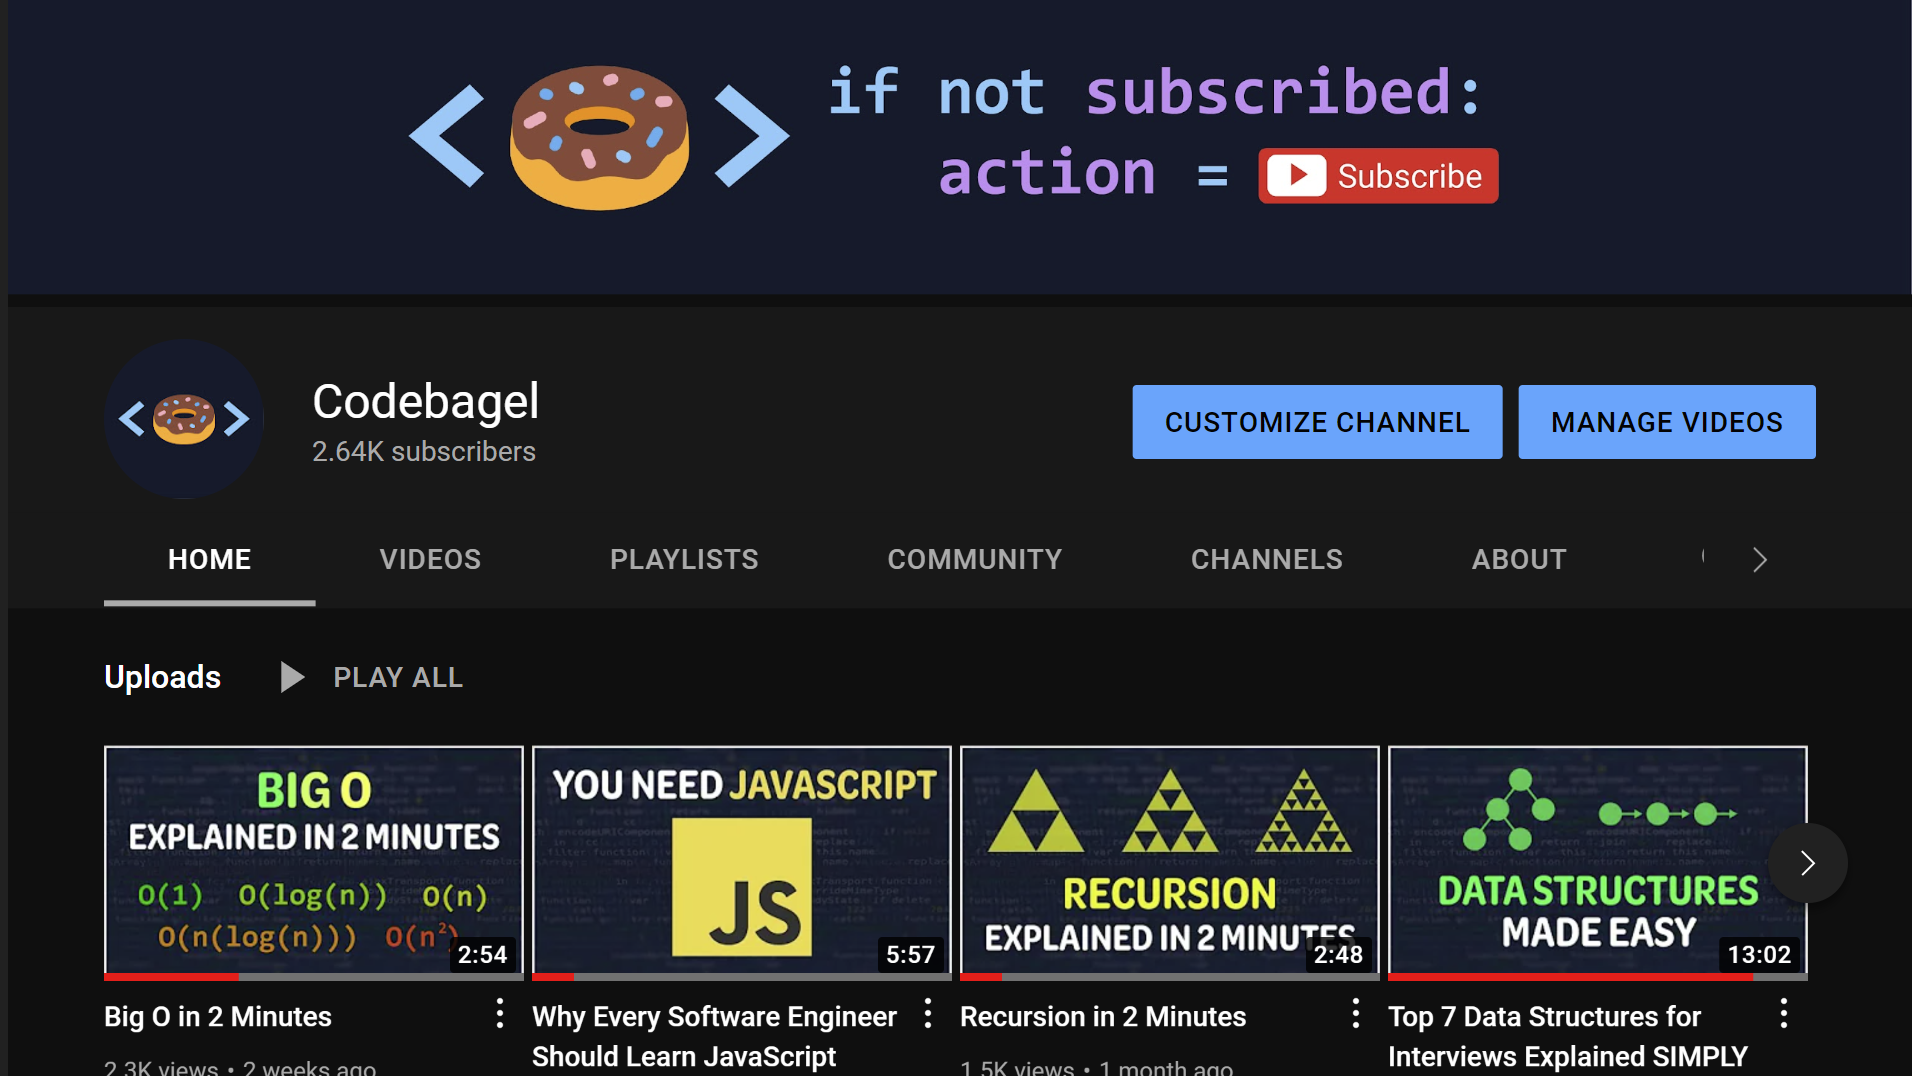 if not subscribed:
action = Subscribe
Codebagel
2.64K subscribers
CUSTOMIZE CHANNEL
MANAGE VIDEOS
HOME
VIDEOS
PLAYLISTS
COMMUNITY
CHANNELS
ABOUT
Uploads
PLAY ALL
BIG O
EXPLAINED IN 2 MINUTES
O(1) O(log(n)) O(n)
O(n(log(n))) O(n²)
2:54
YOU NEED JAVASCRIPT
JS
5:57
RECURSION
EXPLAINED IN 2 MINUTES
2:48
DATA STRUCTURES
MADE EASY
13:02
Big O in 2 Minutes
2.3K views • 2 weeks ago
Why Every Software Engineer
Should Learn JavaScript
Recursion in 2 Minutes
1.5K views • 1 month ago
Top 7 Data Structures for
Interviews Explained SIMPLY